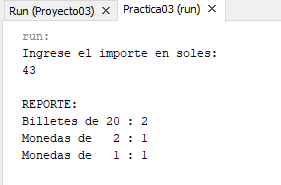 Run (Proyecto03) Practica03 (run)
run:
Ingrese el importe en soles:
43
REPORTE:
Billetes de 20 : 2
Monedas de   2 : 1
Monedas de   1 : 1